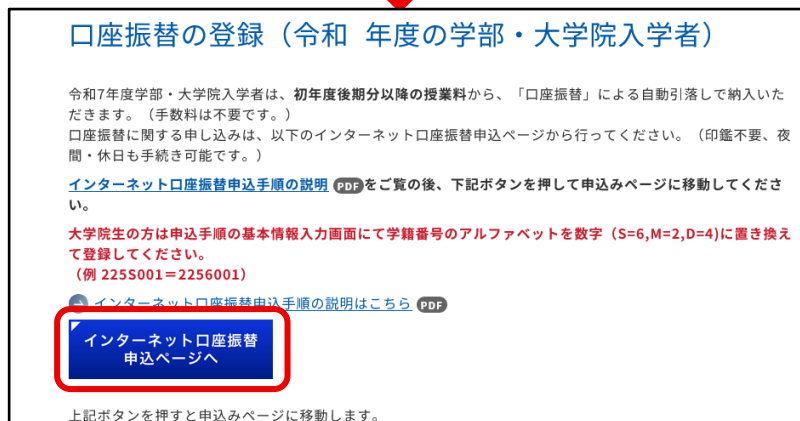 口座振替の登録（令和  年度の学部・大学院入学者）
令和7年度学部・大学院入学者は、初年度後期分以降の授業料から、「口座振替」による自動引落しで納入いた
だきます。（手数料は不要です。）
口座振替に関する申し込みは、以下のインターネット口座振替申込ページから行ってください。（印鑑不要、夜
間・休日も手続き可能です。）
インターネット口座振替申込手順の説明 PDF をご覧の後、下記ボタンを押して申込みページに移動してくださ
い。
大学院生の方は申込手順の基本情報入力画面にて学籍番号のアルファベットを数字（S=6,M=2,D=4)に置き換え
て登録してください。
（例 225S001＝2256001）
インターネット口座振替申込手順の説明はこちら PDF
インターネット口座振替
申込ページへ
上記ボタンを押すと申込みページに移動します。